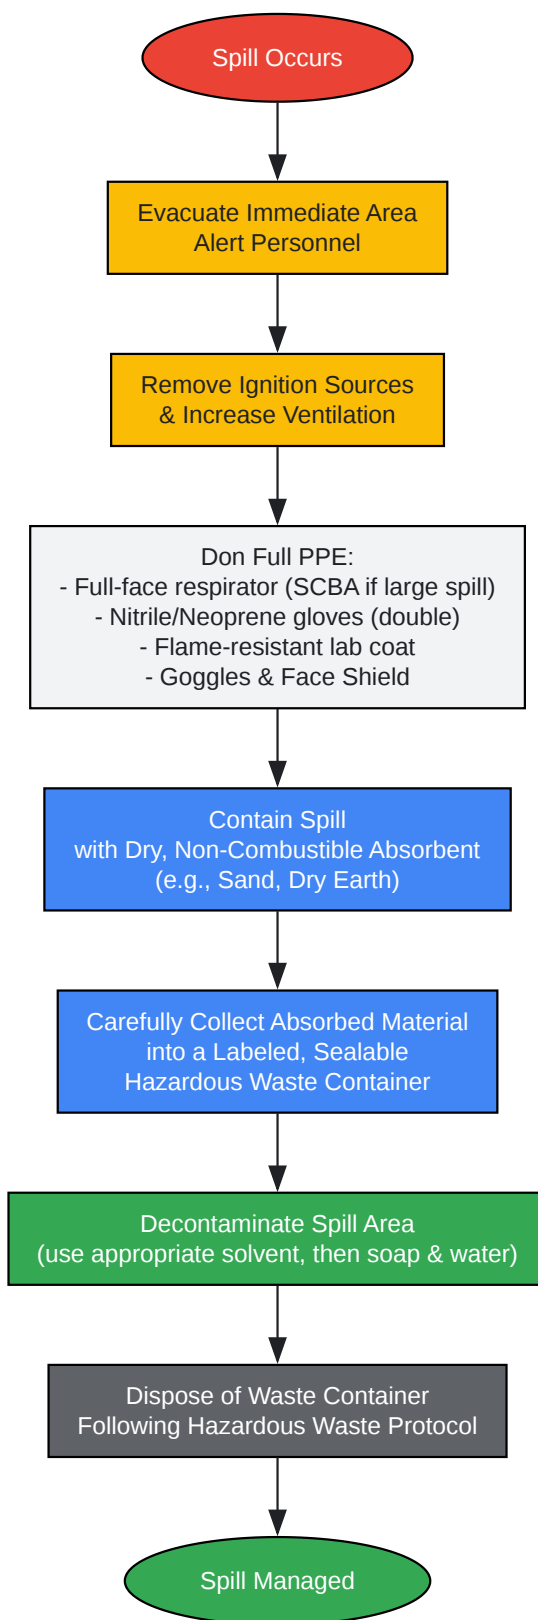 Spill Occurs
Evacuate Immediate Area
Alert Personnel
Remove Ignition Sources
& Increase Ventilation
Don Full PPE:
- Full-face respirator (SCBA if large spill)
- Nitrile/Neoprene gloves (double)
- Flame-resistant lab coat
- Goggles & Face Shield
Contain Spill
with Dry, Non-Combustible Absorbent
(e.g., Sand, Dry Earth)
Carefully Collect Absorbed Material
into a Labeled, Sealable
Hazardous Waste Container
Decontaminate Spill Area
(use appropriate solvent, then soap & water)
Dispose of Waste Container
Following Hazardous Waste Protocol
Spill Managed